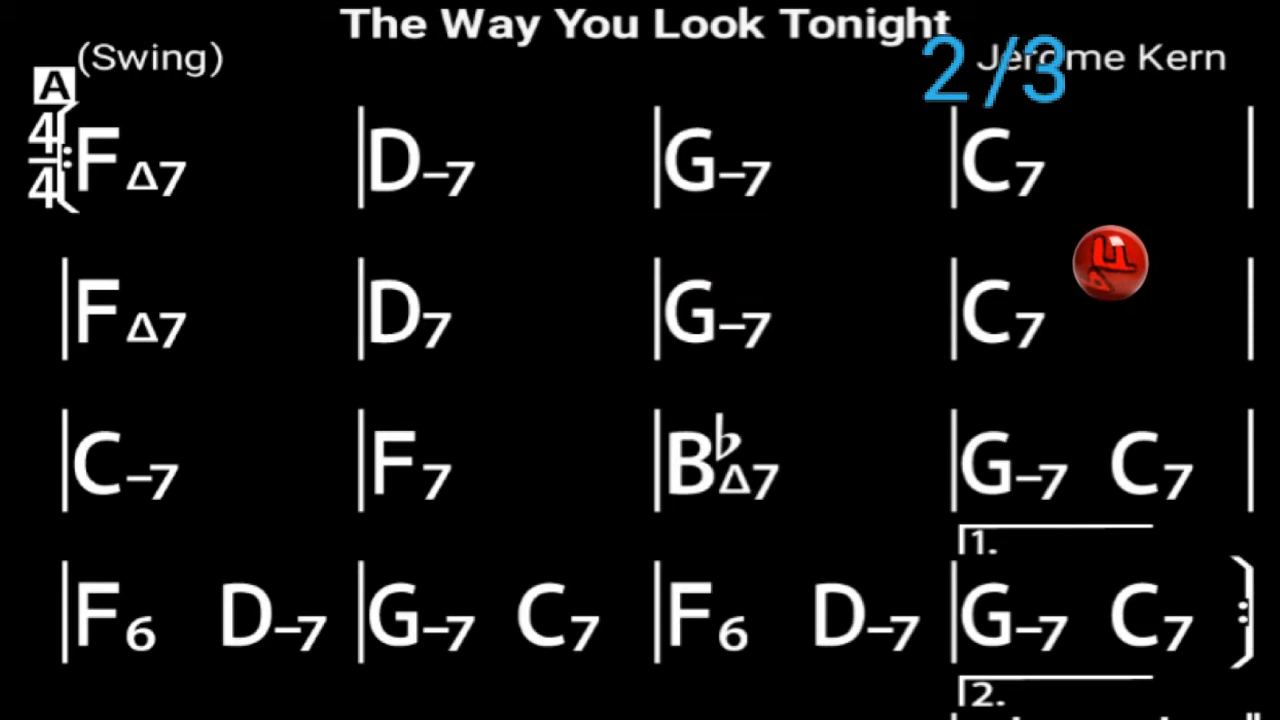 The Way You Look Tonight
(Swing) 2/3 Jerome Kern
A
4/4 FΔ7 D-7 G-7 C7
FΔ7 D7 G-7 C7
C-7 F7 B♭Δ7 G-7 C7
1.
F6 D-7 G-7 C7 F6 D-7 G-7 C7
2.